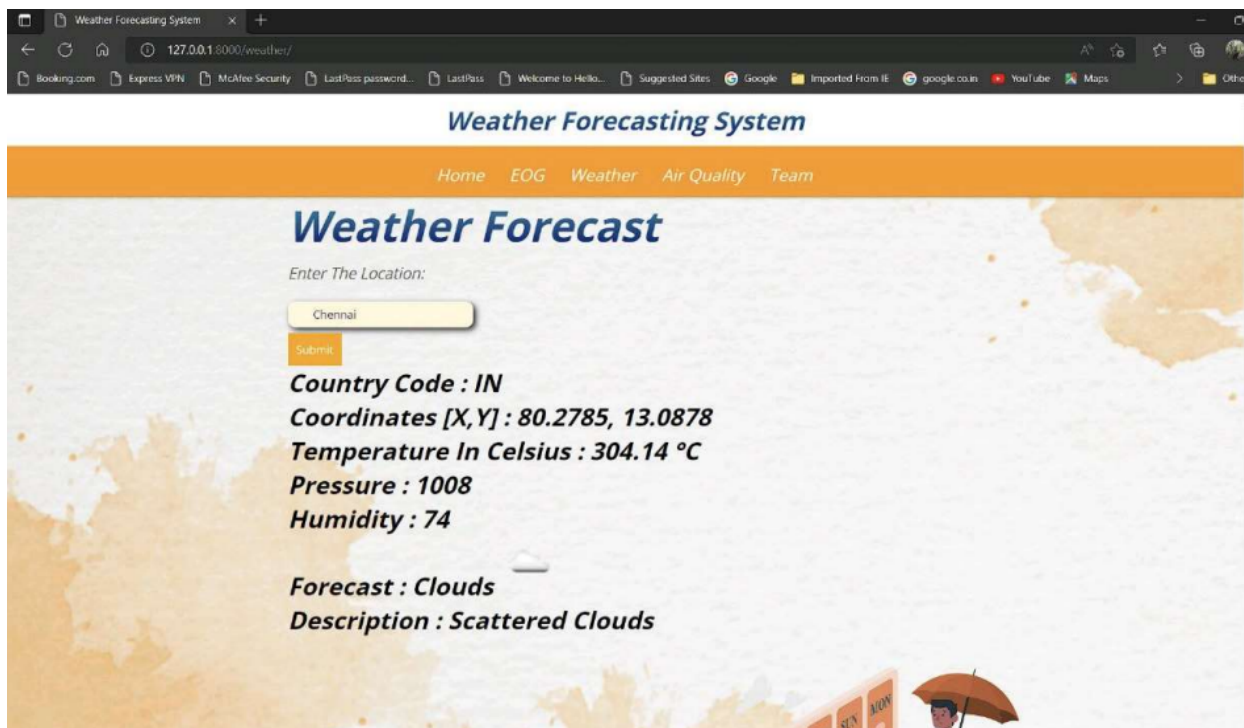 Weather Forecasting System
127.0.0.1:8000/weather/
Booking.com Express VPN McAfee Security LastPass password... LastPass Welcome to Hello... Suggested Sites Google Imported From IE google.co.in YouTube Maps Othe
Weather Forecasting System
Home EOG Weather Air Quality Team
Weather Forecast
Enter The Location:
Chennai
Submit
Country Code : IN
Coordinates [X,Y] : 80.2785, 13.0878
Temperature In Celsius : 304.14 °C
Pressure : 1008
Humidity : 74
Forecast : Clouds
Description : Scattered Clouds
SUN MON